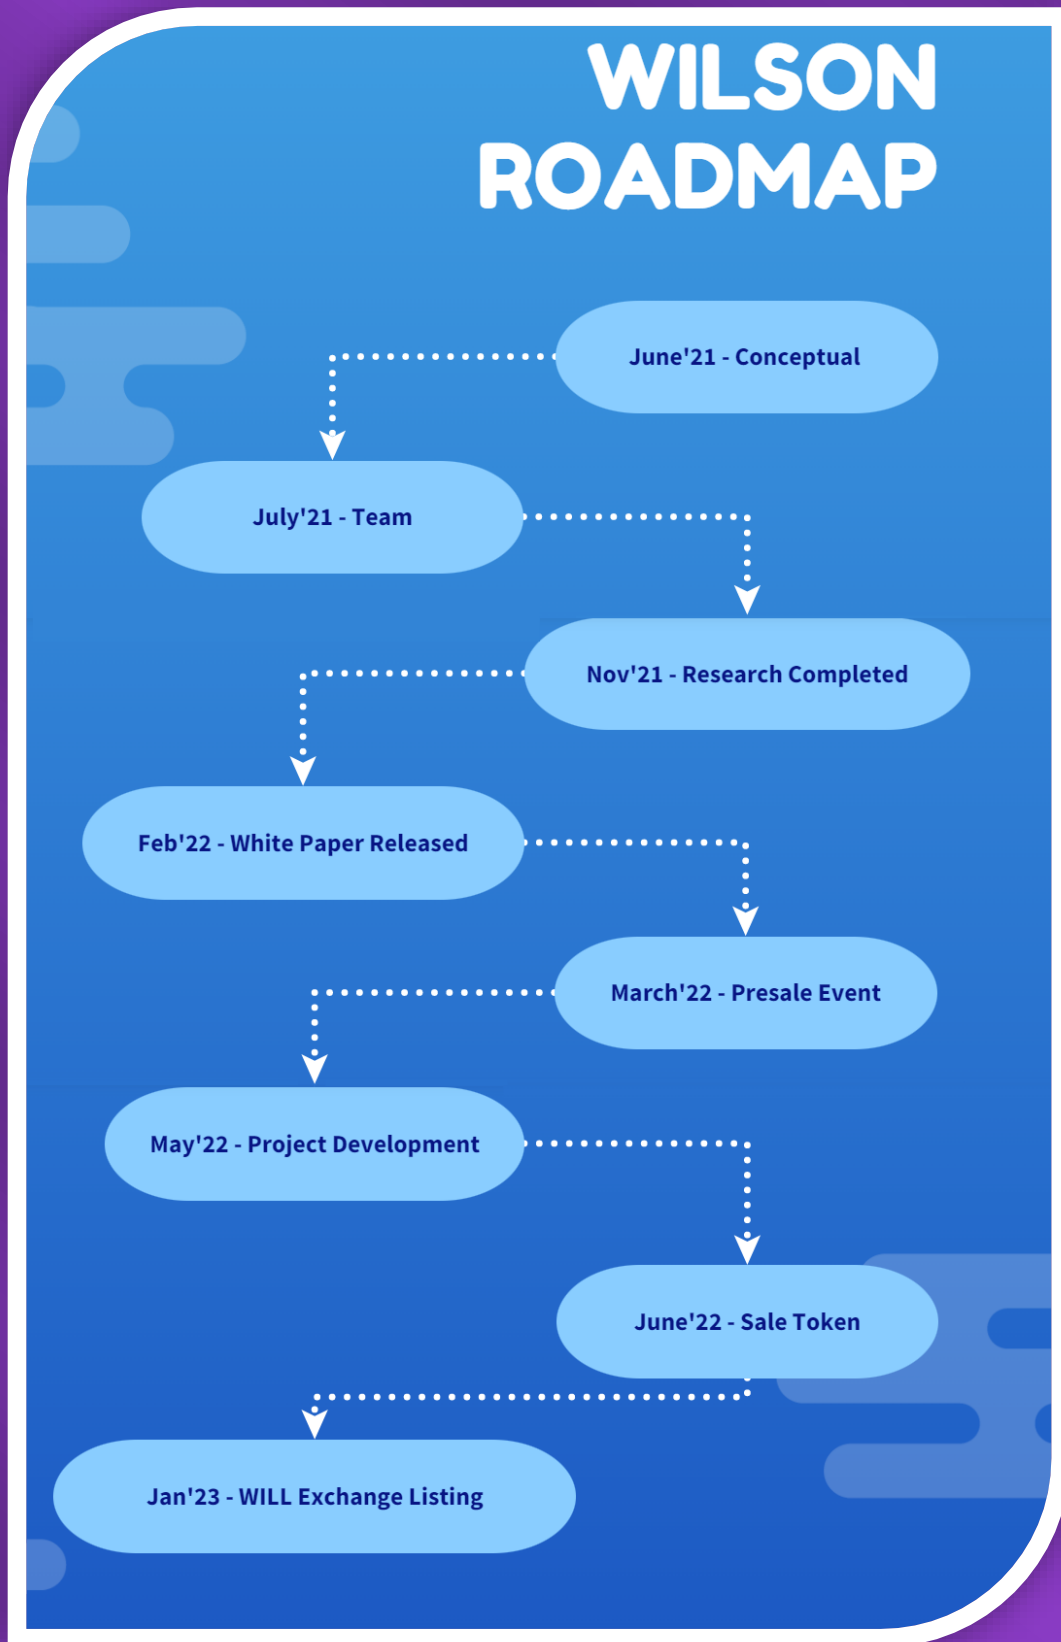 WILSON
ROADMAP
June'21 - Conceptual
July'21 - Team
Nov'21 - Research Completed
Feb'22 - White Paper Released
March'22 - Presale Event
May'22 - Project Development
June'22 - Sale Token
Jan'23 - WILL Exchange Listing